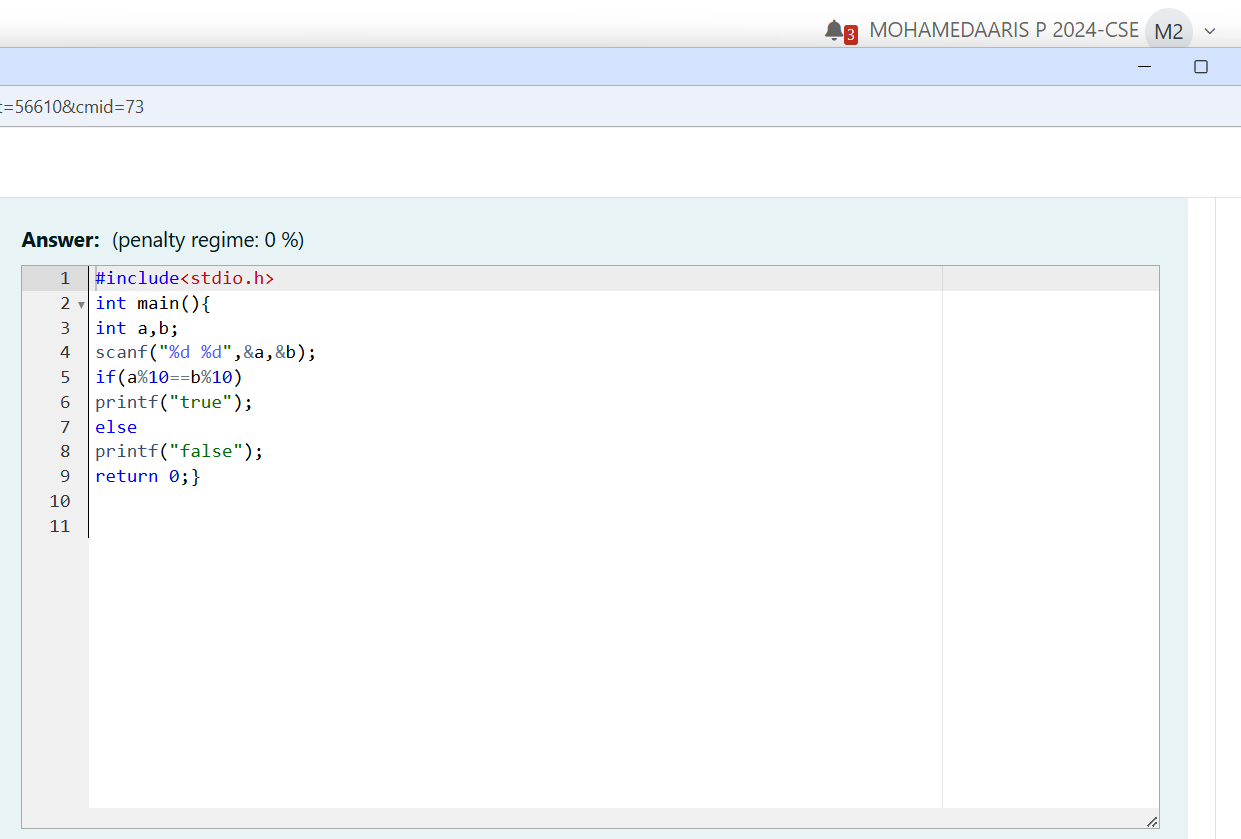 3 MOHAMEDAARIS P 2024-CSE M2
t=56610&cmid=73
Answer: (penalty regime: 0 %)
1 #include<stdio.h>
2 int main(){
3 int a,b;
4 scanf("%d %d",&a,&b);
5 if(a%10==b%10)
6 printf("true");
7 else
8 printf("false");
9 return 0;}
10
11